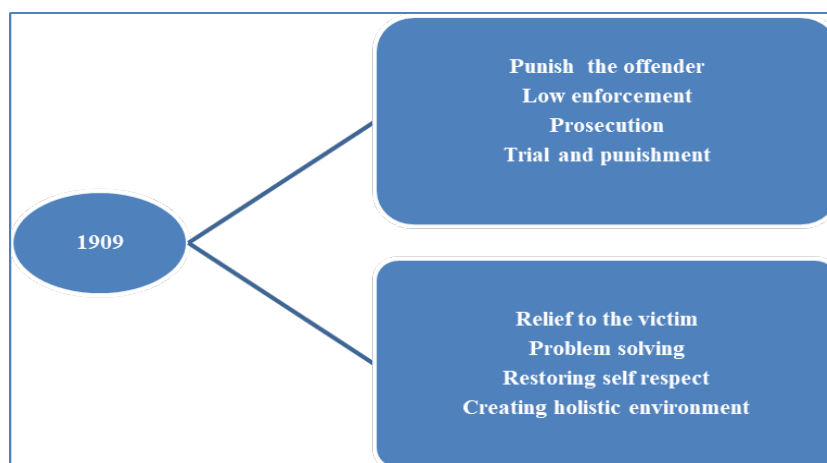 1909
Punish the offender
Low enforcement
Prosecution
Trial and punishment
Relief to the victim
Problem solving
Restoring self respect
Creating holistic environment